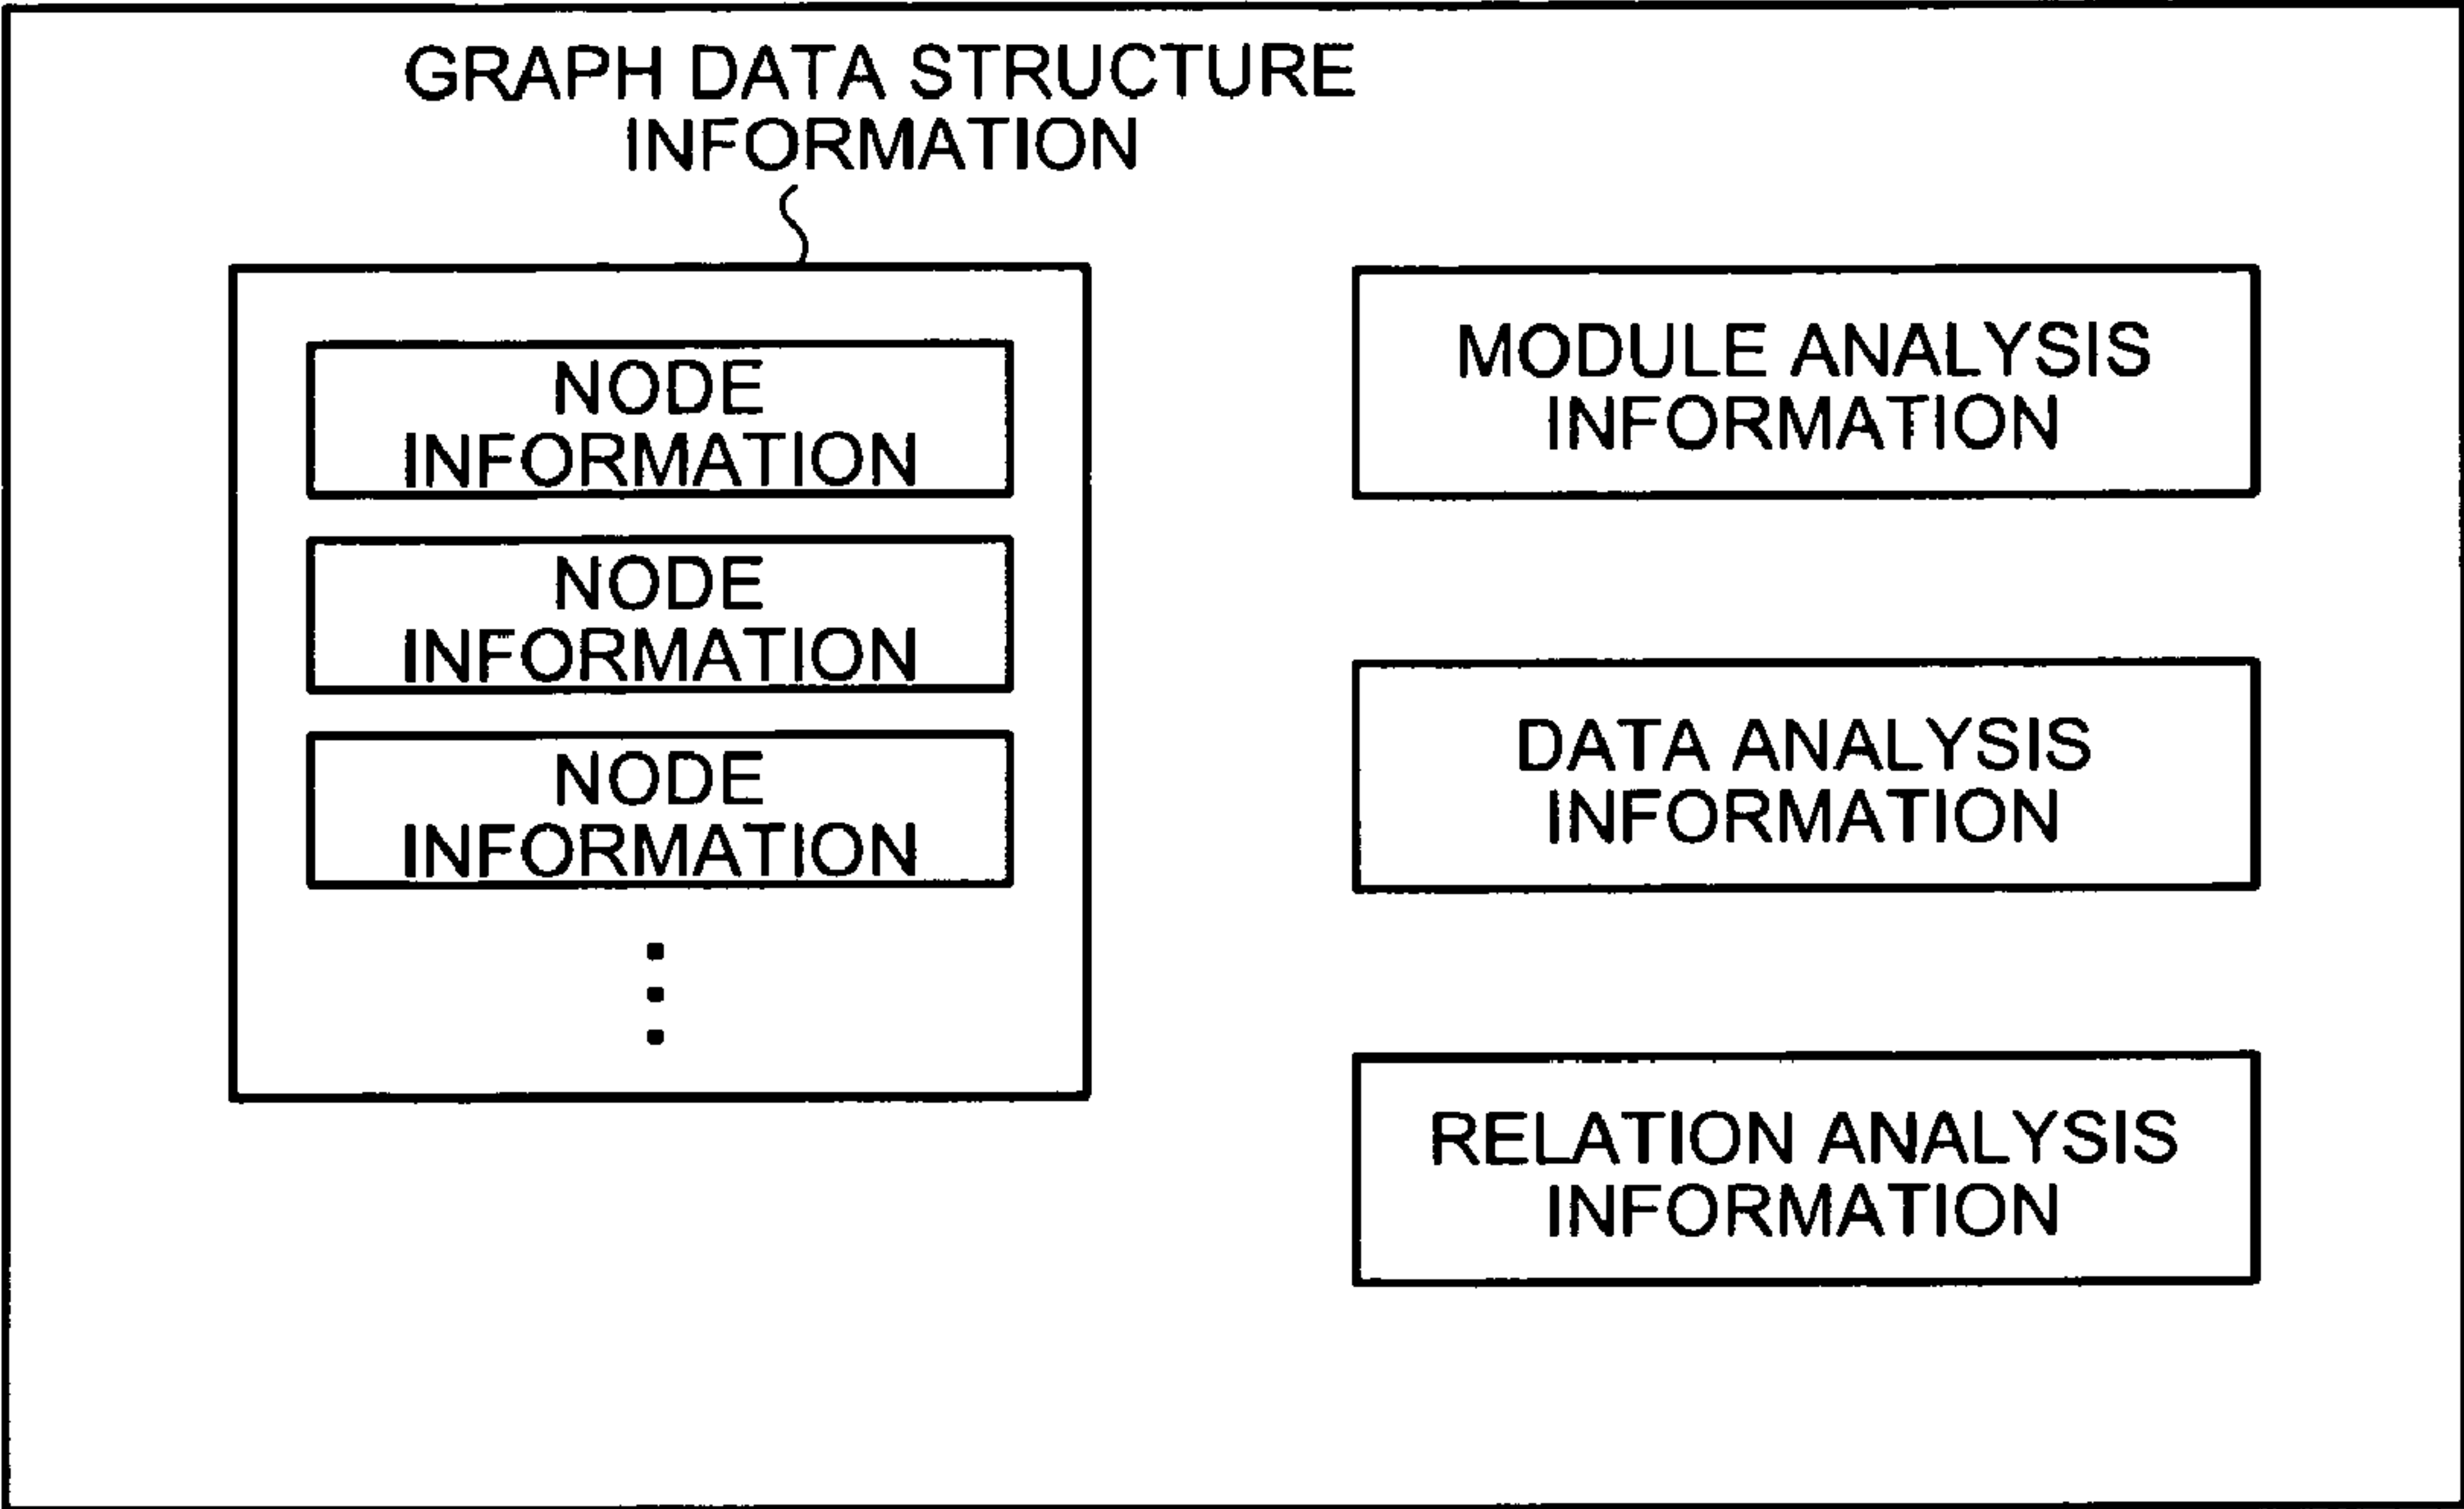 GRAPH DATA STRUCTURE
INFORMATION
NODE
INFORMATION
NODE
INFORMATION
NODE
INFORMATION
MODULE ANALYSIS
INFORMATION
DATA ANALYSIS
INFORMATION
RELATION ANALYSIS
INFORMATION